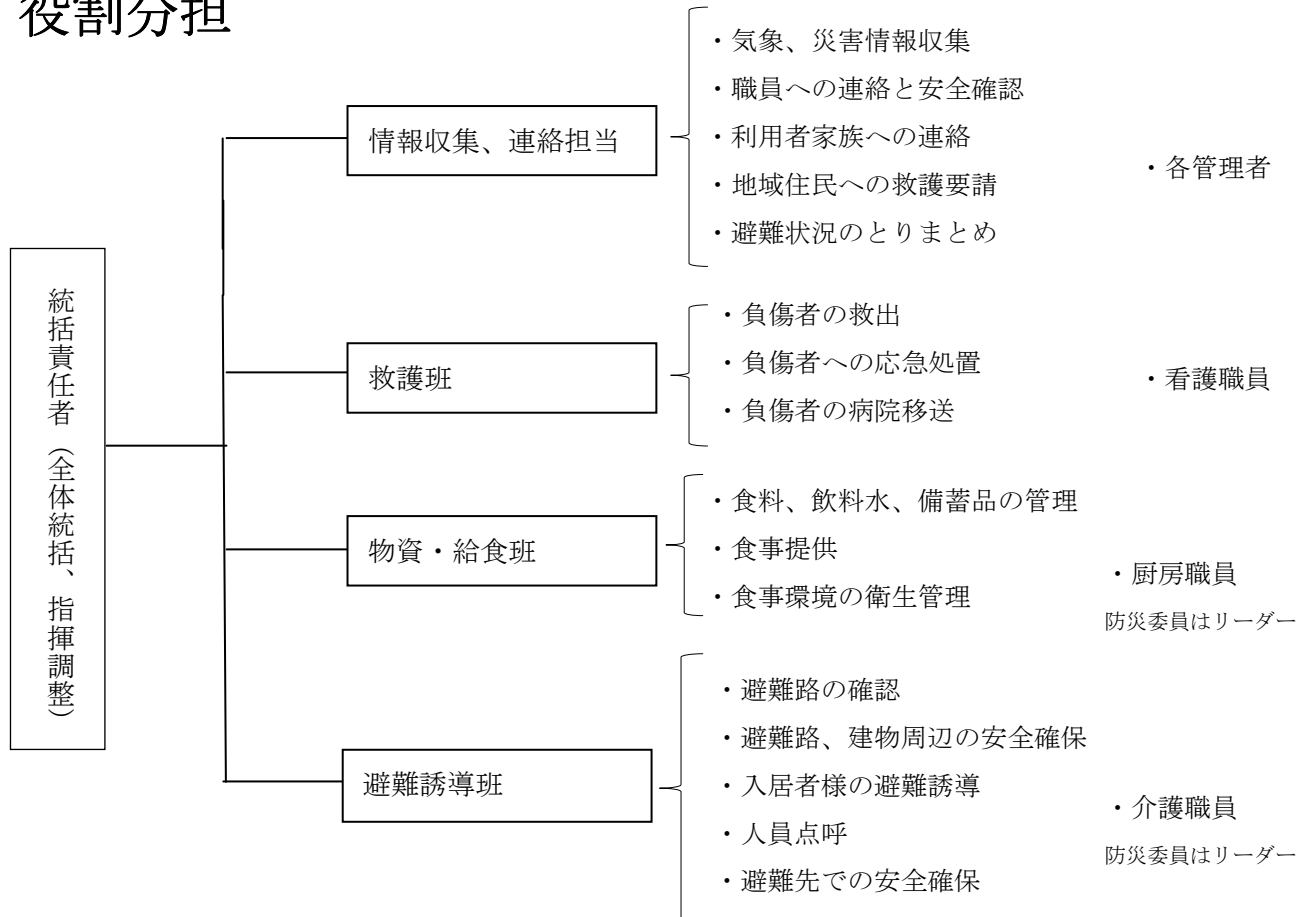 役割分担
統括責任者（全体統括、指揮調整）
情報収集、連絡担当
・気象、災害情報収集
・職員への連絡と安全確認
・利用者家族への連絡
・地域住民への救護要請
・避難状況のとりまとめ
・各管理者
救護班
・負傷者の救出
・負傷者への応急処置
・負傷者の病院移送
・看護職員
物資・給食班
・食料、飲料水、備蓄品の管理
・食事提供
・食事環境の衛生管理
・厨房職員
防災委員はリーダー
避難誘導班
・避難路の確認
・避難路、建物周辺の安全確保
・入居者様の避難誘導
・人員点呼
・避難先での安全確保
・介護職員
防災委員はリーダー